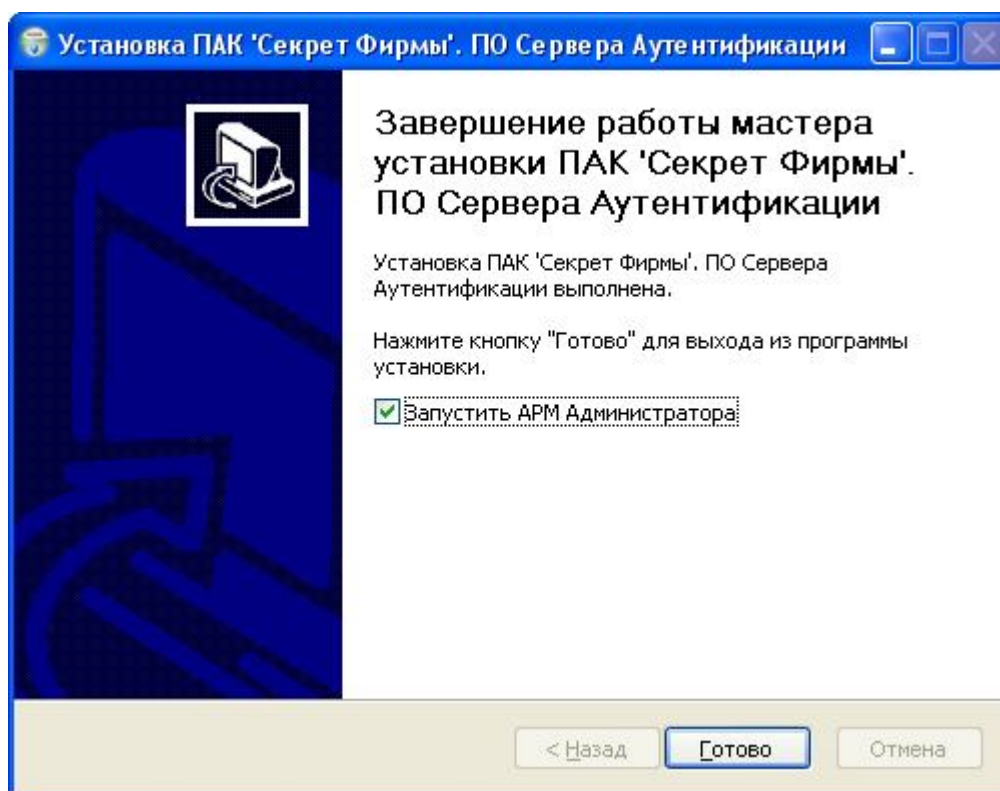 Установка ПАК 'Секрет Фирмы'. ПО Сервера Аутентификации
Завершение работы мастера
установки ПАК 'Секрет Фирмы'.
ПО Сервера Аутентификации
Установка ПАК 'Секрет Фирмы'. ПО Сервера
Аутентификации выполнена.
Нажмите кнопку "Готово" для выхода из программы
установки.
Запустить АРМ Администратора
< Назад Готово Отмена